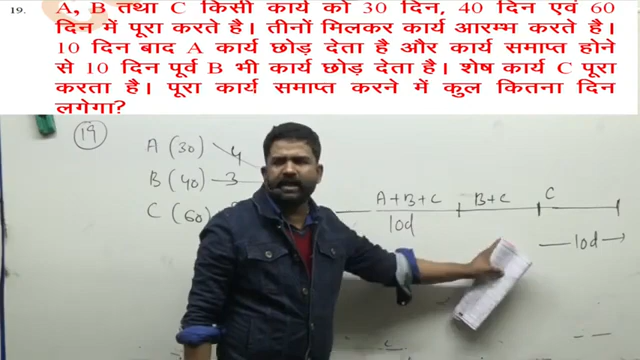 19. A, B तथा C किसी कार्य को 30 दिन, 40 दिन एवं 60
दिन में पूरा करते है। तीनों मिलकर कार्य आरम्भ करते है।
10 दिन बाद A कार्य छोड़ देता है और कार्य समाप्त होने
से 10 दिन पूर्व B भी कार्य छोड़ देता है। शेष कार्य C पूरा
करता है। पूरा कार्य समाप्त करने में कुल कितना दिन
लगेगा?
19
A (30) 4
B (40) 3
C (60)
A+B+C B+C C
10d 10d